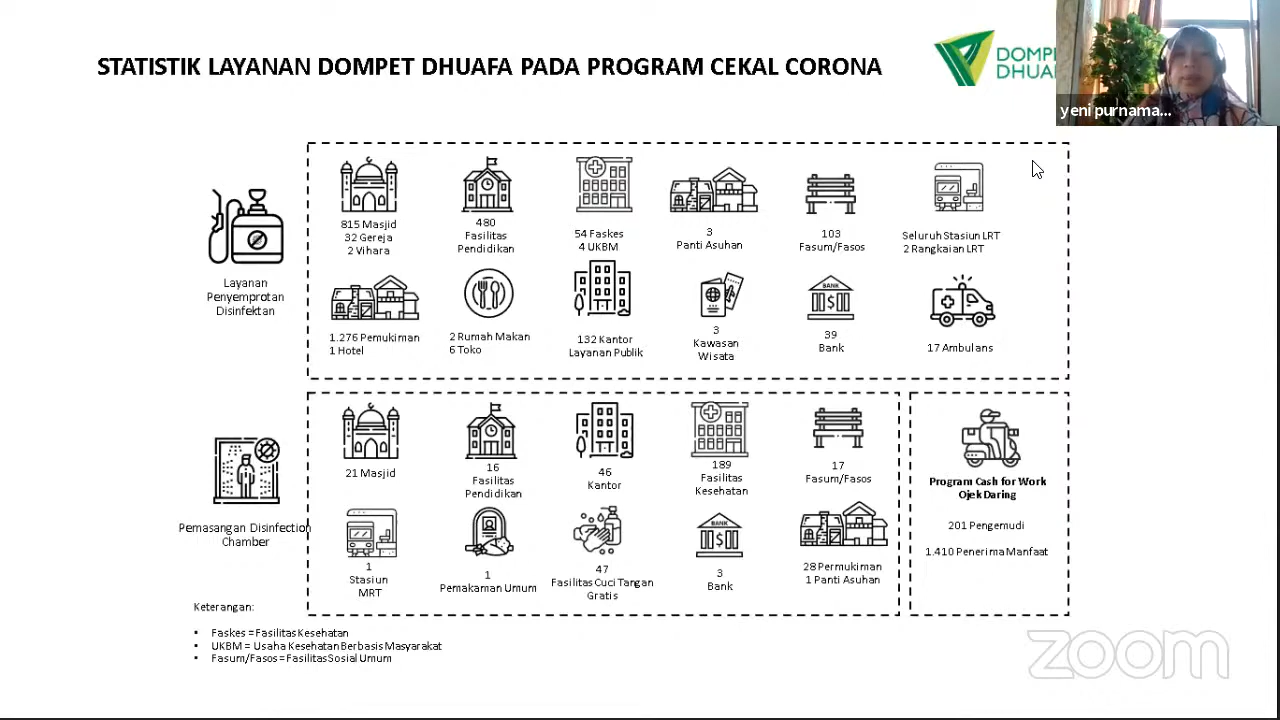 STATISTIK LAYANAN DOMPET DHUAFA PADA PROGRAM CEKAL CORONA
DOMPE
DHUAF
yeni purnama...
Layanan
Penyemprotan
Disinfektan
815 Masjid
32 Gereja
2 Vihara
480
Fasilitas
Pendidikan
54 Faskes
4 UKBM
3
Panti Asuhan
103
Fasum/Fasos
Seluruh Stasiun LRT
2 Rangkaian LRT
1.276 Pemukiman
1 Hotel
2 Rumah Makan
6 Toko
132 Kantor
Layanan Publik
3
Kawasan
Wisata
BANK
39
Bank
17 Ambulans
Pemasangan Disinfection
Chamber
21 Masjid
16
Fasilitas
Pendidikan
46
Kantor
189
Fasilitas
Kesehatan
17
Fasum/Fasos
1
Stasiun
MRT
1
Pemakaman Umum
47
Fasilitas Cuci Tangan
Gratis
BANK
3
Bank
28 Permukiman
1 Panti Asuhan
Program Cash for Work
Ojek Daring
201 Pengemudi
1.410 Penerima Manfaat
Keterangan:
• Faskes = Fasilitas Kesehatan
• UKBM = Usaha Kesehatan Berbasis Masyarakat
• Fasum/Fasos = Fasilitas Sosial Umum
zoom